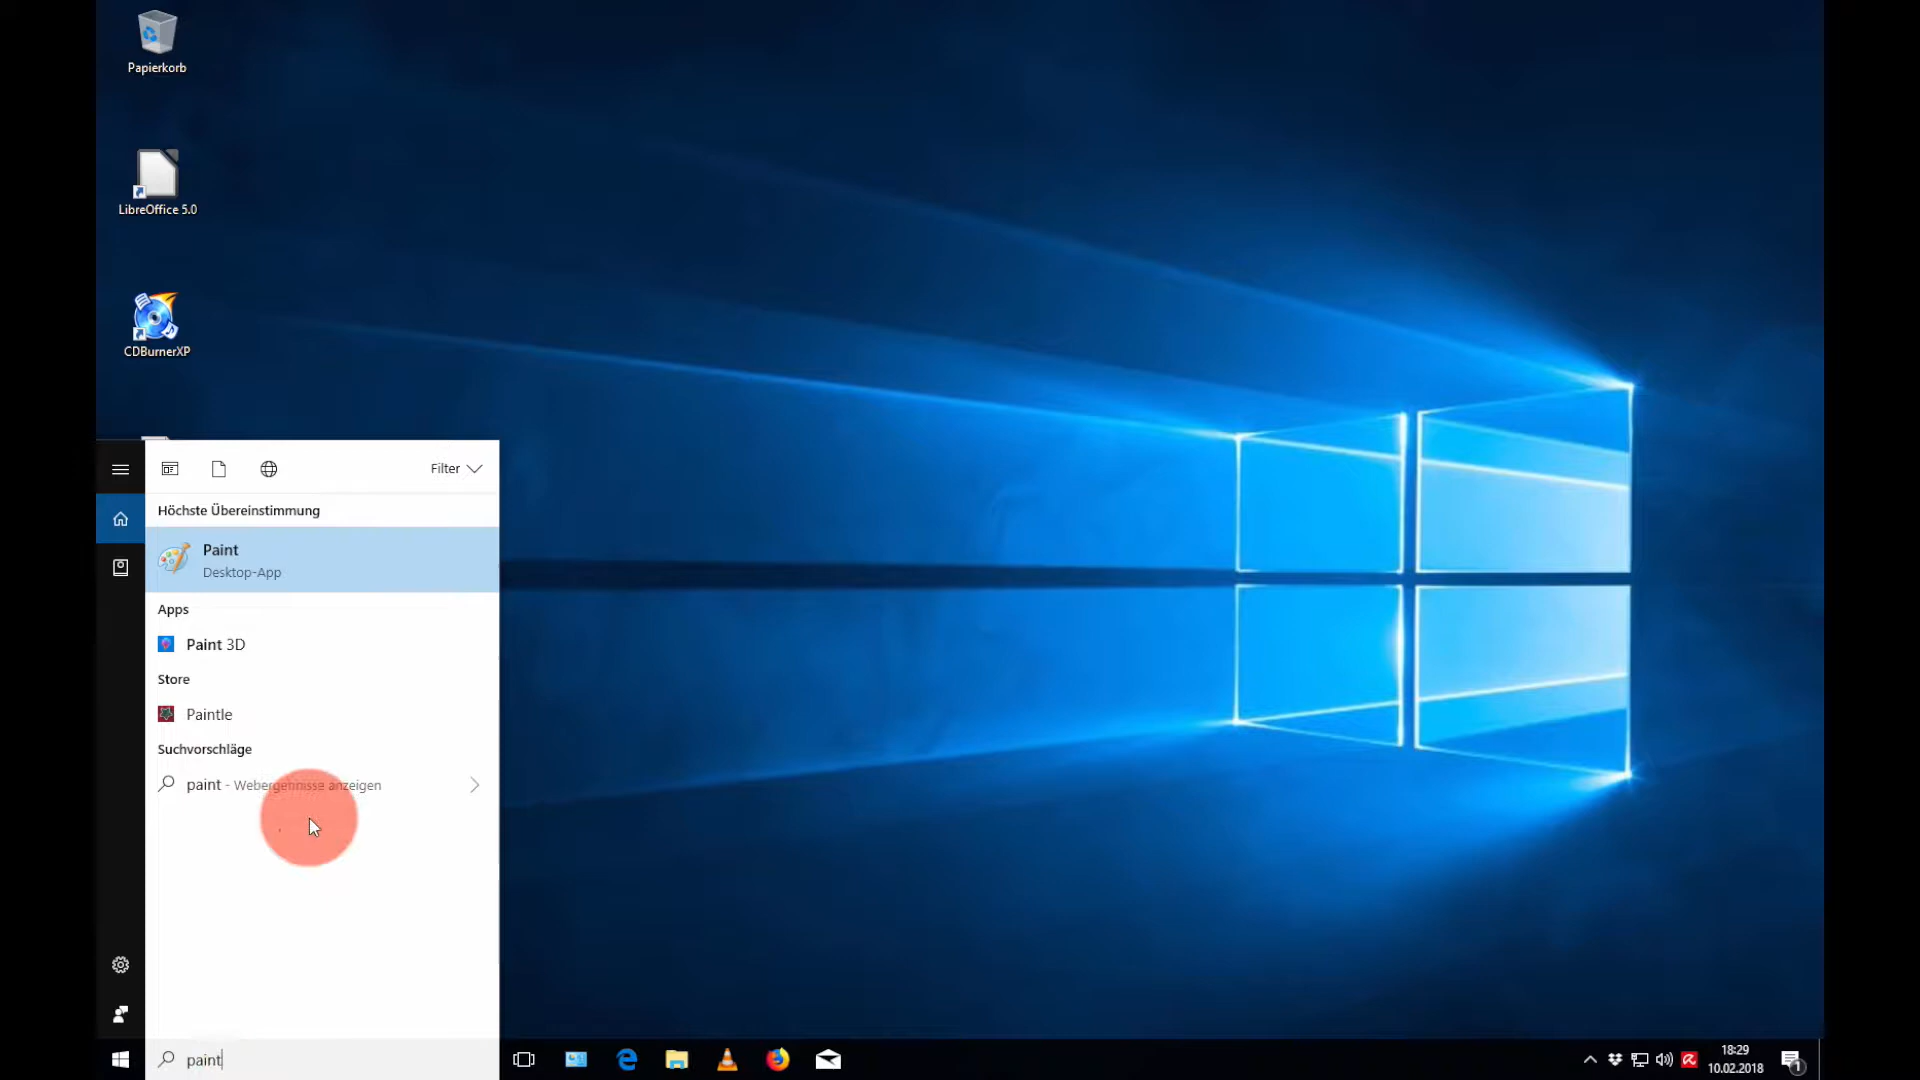 Papierkorb
LibreOffice 5.0
CDBurnerXP
Filter
Höchste Übereinstimmung
Paint
Desktop-App
Apps
Paint 3D
Store
Paintle
Suchvorschläge
paint - Webergebnisse anzeigen
paint
18:29
10.02.2018
1